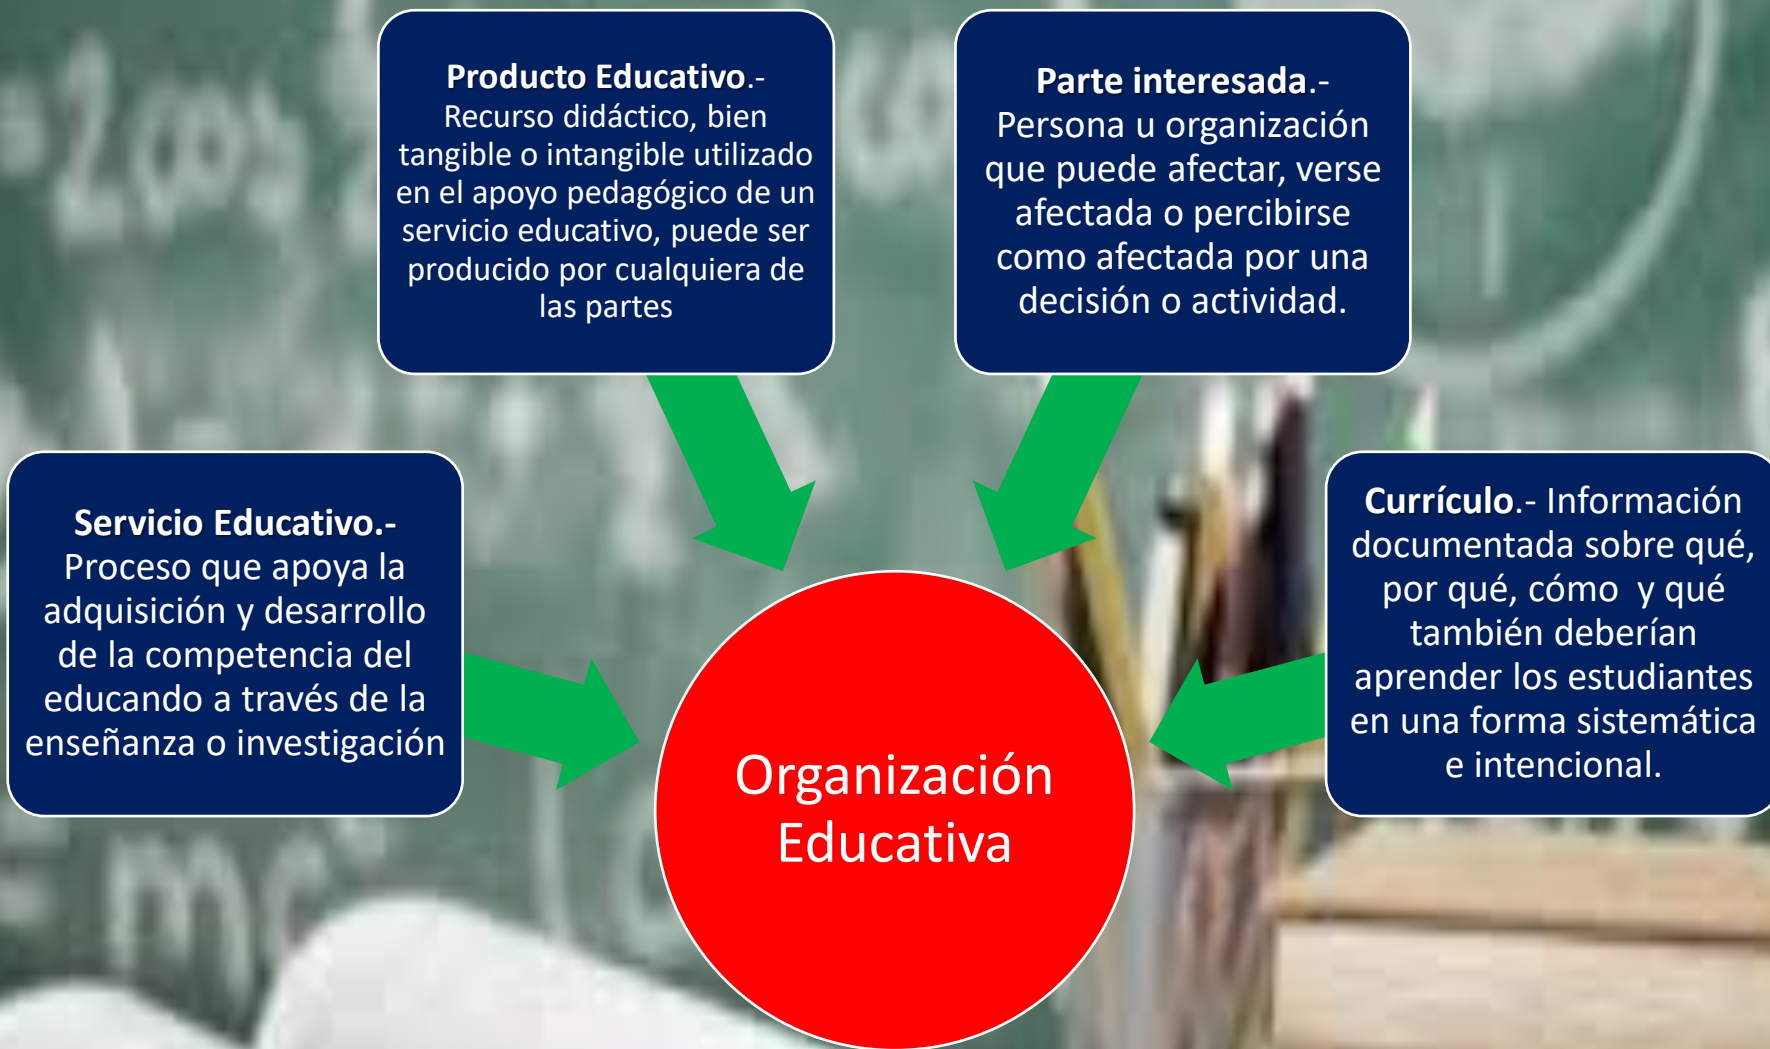 Producto Educativo.-
Recurso didáctico, bien
tangible o intangible utilizado
en el apoyo pedagógico de un
servicio educativo, puede ser
producido por cualquiera de
las partes
Parte interesada.-
Persona u organización
que puede afectar, verse
afectada o percibirse
como afectada por una
decisión o actividad.
Servicio Educativo.-
Proceso que apoya la
adquisición y desarrollo
de la competencia del
educando a través de la
enseñanza o investigación
Currículo.- Información
documentada sobre qué,
por qué, cómo  y qué
también deberían
aprender los estudiantes
en una forma sistemática
e intencional.
Organización
Educativa